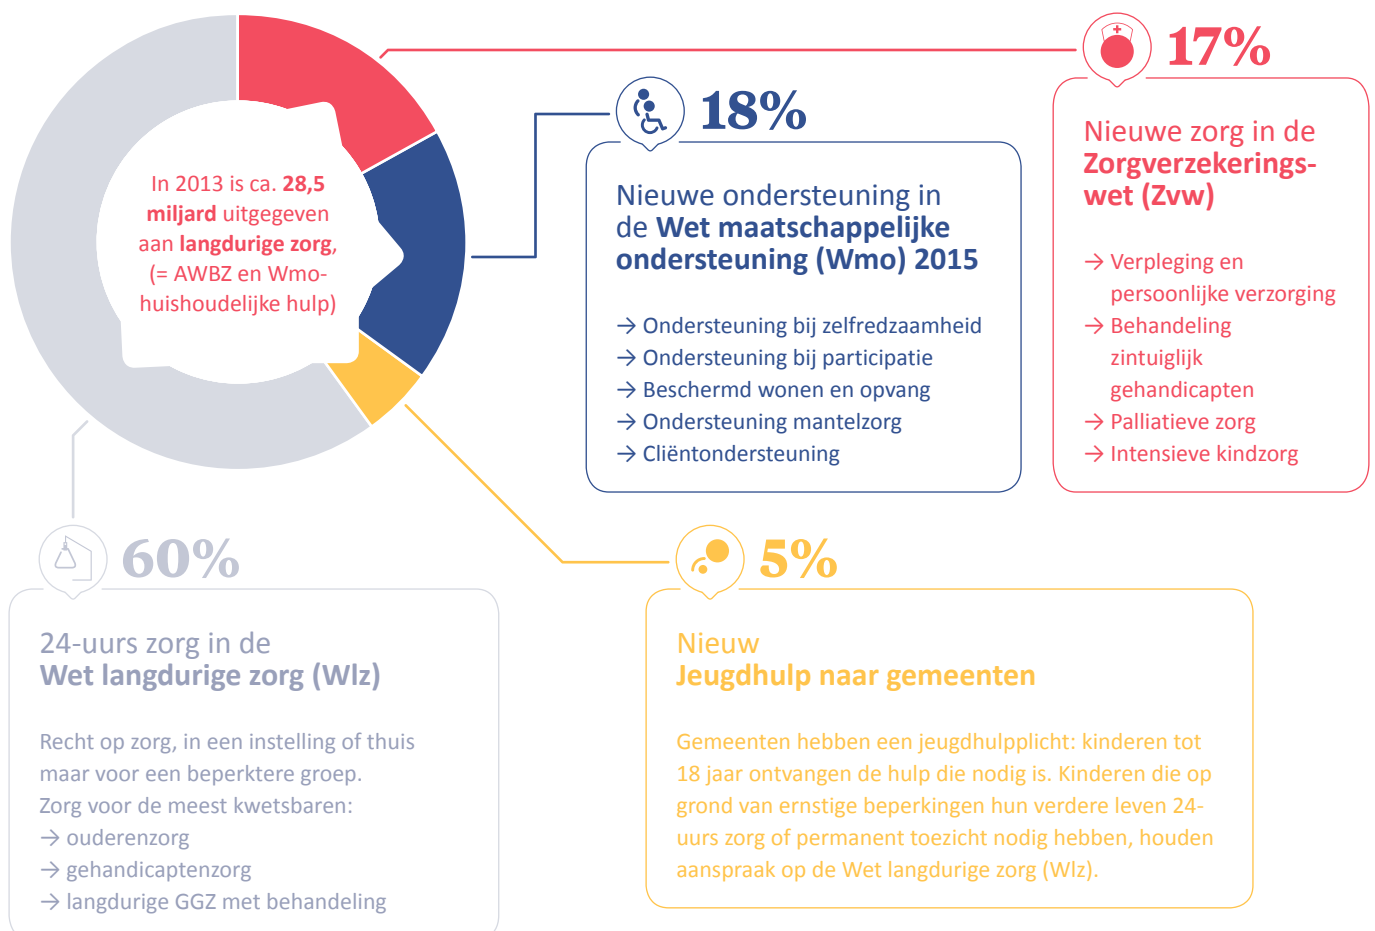 In 2013 is ca. 28,5
miljard uitgegeven
aan langdurige zorg,
(= AWBZ en Wmo-
huishoudelijke hulp)
17%
Nieuwe zorg in de
Zorgverzekerings-
wet (Zvw)
→ Verpleging en
persoonlijke verzorging
→ Behandeling
zintuiglijk
gehandicapten
→ Palliatieve zorg
→ Intensieve kindzorg
18%
Nieuwe ondersteuning in
de Wet maatschappelijke
ondersteuning (Wmo) 2015
→ Ondersteuning bij zelfredzaamheid
→ Ondersteuning bij participatie
→ Beschermd wonen en opvang
→ Ondersteuning mantelzorg
→ Cliëntondersteuning
60%
24-uurs zorg in de
Wet langdurige zorg (Wlz)
Recht op zorg, in een instelling of thuis
maar voor een beperktere groep.
Zorg voor de meest kwetsbaren:
→ ouderenzorg
→ gehandicaptenzorg
→ langdurige GGZ met behandeling
5%
Nieuw
Jeugdhulp naar gemeenten
Gemeenten hebben een jeugdhulpplicht: kinderen tot
18 jaar ontvangen de hulp die nodig is. Kinderen die op
grond van ernstige beperkingen hun verdere leven 24-
uurs zorg of permanent toezicht nodig hebben, houden
aanspraak op de Wet langdurige zorg (Wlz).